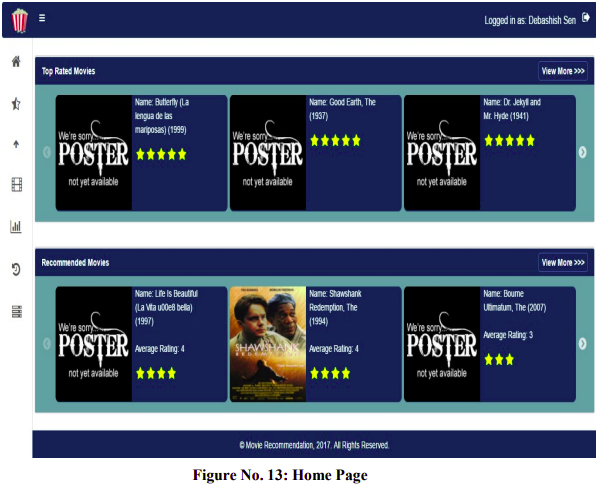 Logged in as: Debashish Sen
Top Rated Movies
View More >>>
We're sorry...
POSTER
not yet available
Name: Butterfly (La
lengua de las
mariposas) (1999)
We're sorry...
POSTER
not yet available
Name: Good Earth, The
(1937)
We're sorry...
POSTER
not yet available
Name: Dr. Jekyll and
Mr. Hyde (1941)
Recommended Movies
View More >>>
We're sorry...
POSTER
not yet available
Name: Life Is Beautiful
(La Vita u00e8 bella)
(1997)
Average Rating: 4
SHAWSHANK
Name: Shawshank
Redemption, The
(1994)
Average Rating: 4
We're sorry...
POSTER
not yet available
Name: Bourne
Ultimatum, The (2007)
Average Rating: 3
© Movie Recommendation, 2017. All Rights Reserved.
Figure No. 13: Home Page